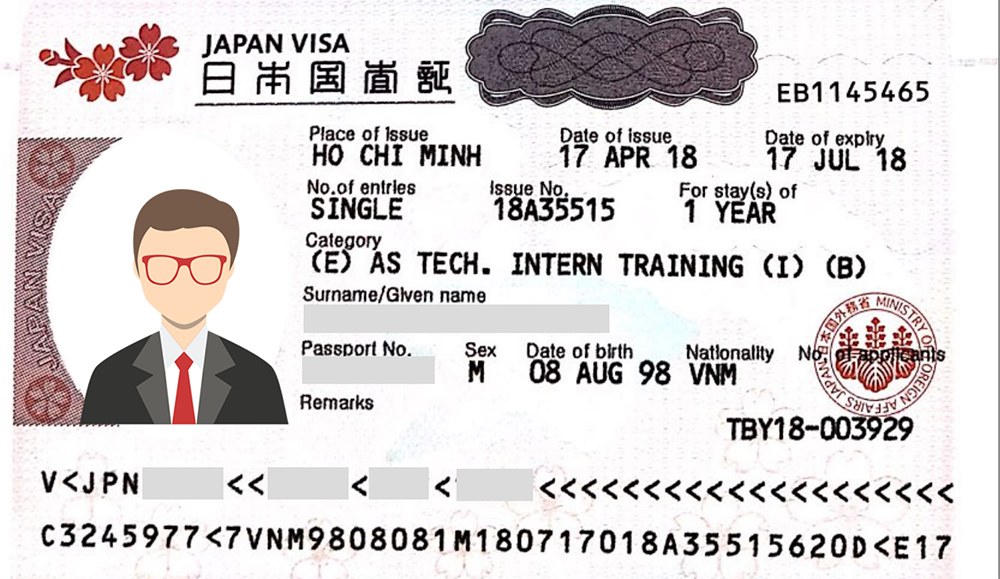 JAPAN VISA
日本国査証
EB1145465
JAPAN VISA
Place of issue Date of issue Date of expiry
HO CHI MINH 17 APR 18 17 JUL 18
No.of entries Issue No. For stay(s) of
SINGLE 18A35515 1 YEAR
Category
(E) AS TECH. INTERN TRAINING (I) (B)
Surname/Given name
Passport No. Sex Date of birth Nationality No. of applicants
M 08 AUG 98 VNM
Remarks
日本国外務省 MINISTRY OF FOREIGN AFFAIRS JAPAN
TBY18-003929
V<JPN << < < <<<<<<<<<<<<<<<<<<<<<
C3245977<7VNM9808081M180717018A35515620D<E17